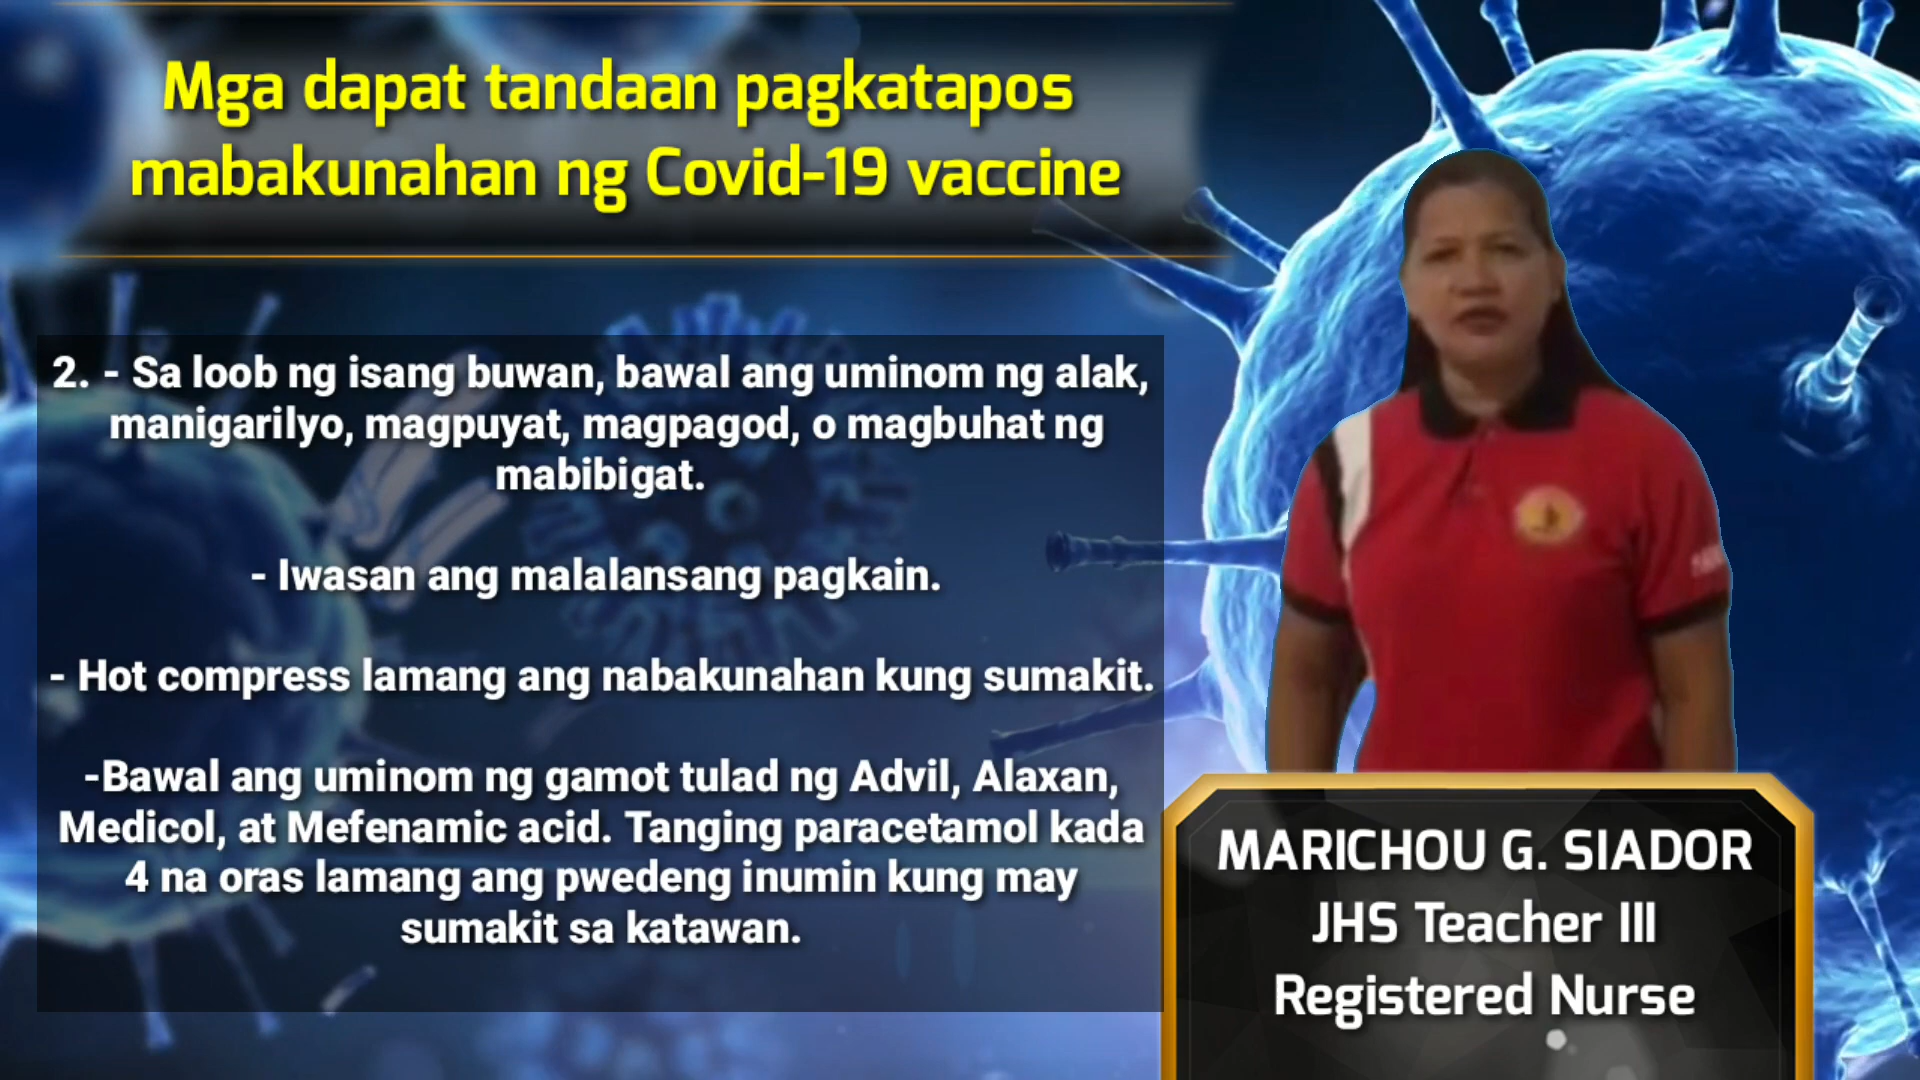 Mga dapat tandaan pagkatapos
mabakunahan ng Covid-19 vaccine
2. - Sa loob ng isang buwan, bawal ang uminom ng alak,
manigarilyo, magpuyat, magpagod, o magbuhat ng
mabibigat.
- Iwasan ang malalansang pagkain.
- Hot compress lamang ang nabakunahan kung sumakit.
-Bawal ang uminom ng gamot tulad ng Advil, Alaxan,
Medicol, at Mefenamic acid. Tanging paracetamol kada
4 na oras lamang ang pwedeng inumin kung may
sumakit sa katawan.
MARICHOU G. SIADOR
JHS Teacher III
Registered Nurse